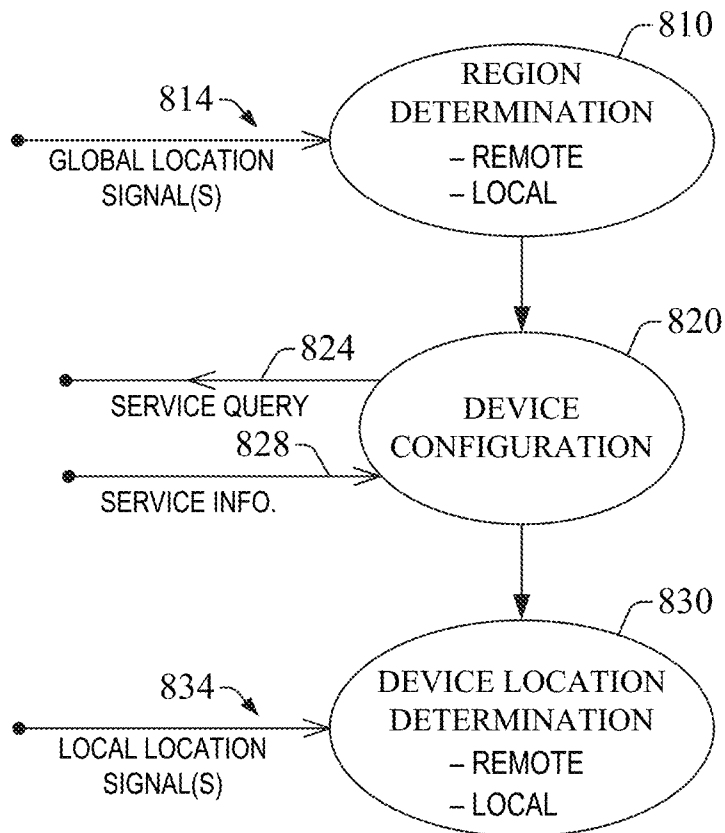 810
REGION
DETERMINATION
– REMOTE
– LOCAL
814
GLOBAL LOCATION
SIGNAL(S)
820
824
SERVICE QUERY
DEVICE
CONFIGURATION
828
SERVICE INFO.
830
DEVICE LOCATION
DETERMINATION
– REMOTE
– LOCAL
834
LOCAL LOCATION
SIGNAL(S)